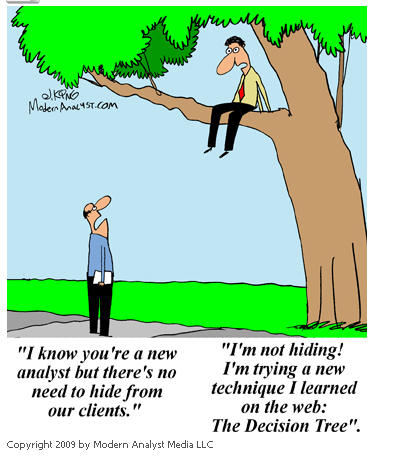 J.King
ModernAnalyst.com
"I know you're a new
analyst but there's no
need to hide from
our clients."
"I'm not hiding!
I'm trying a new
technique I learned
on the web:
The Decision Tree".
Copyright 2009 by Modern Analyst Media LLC